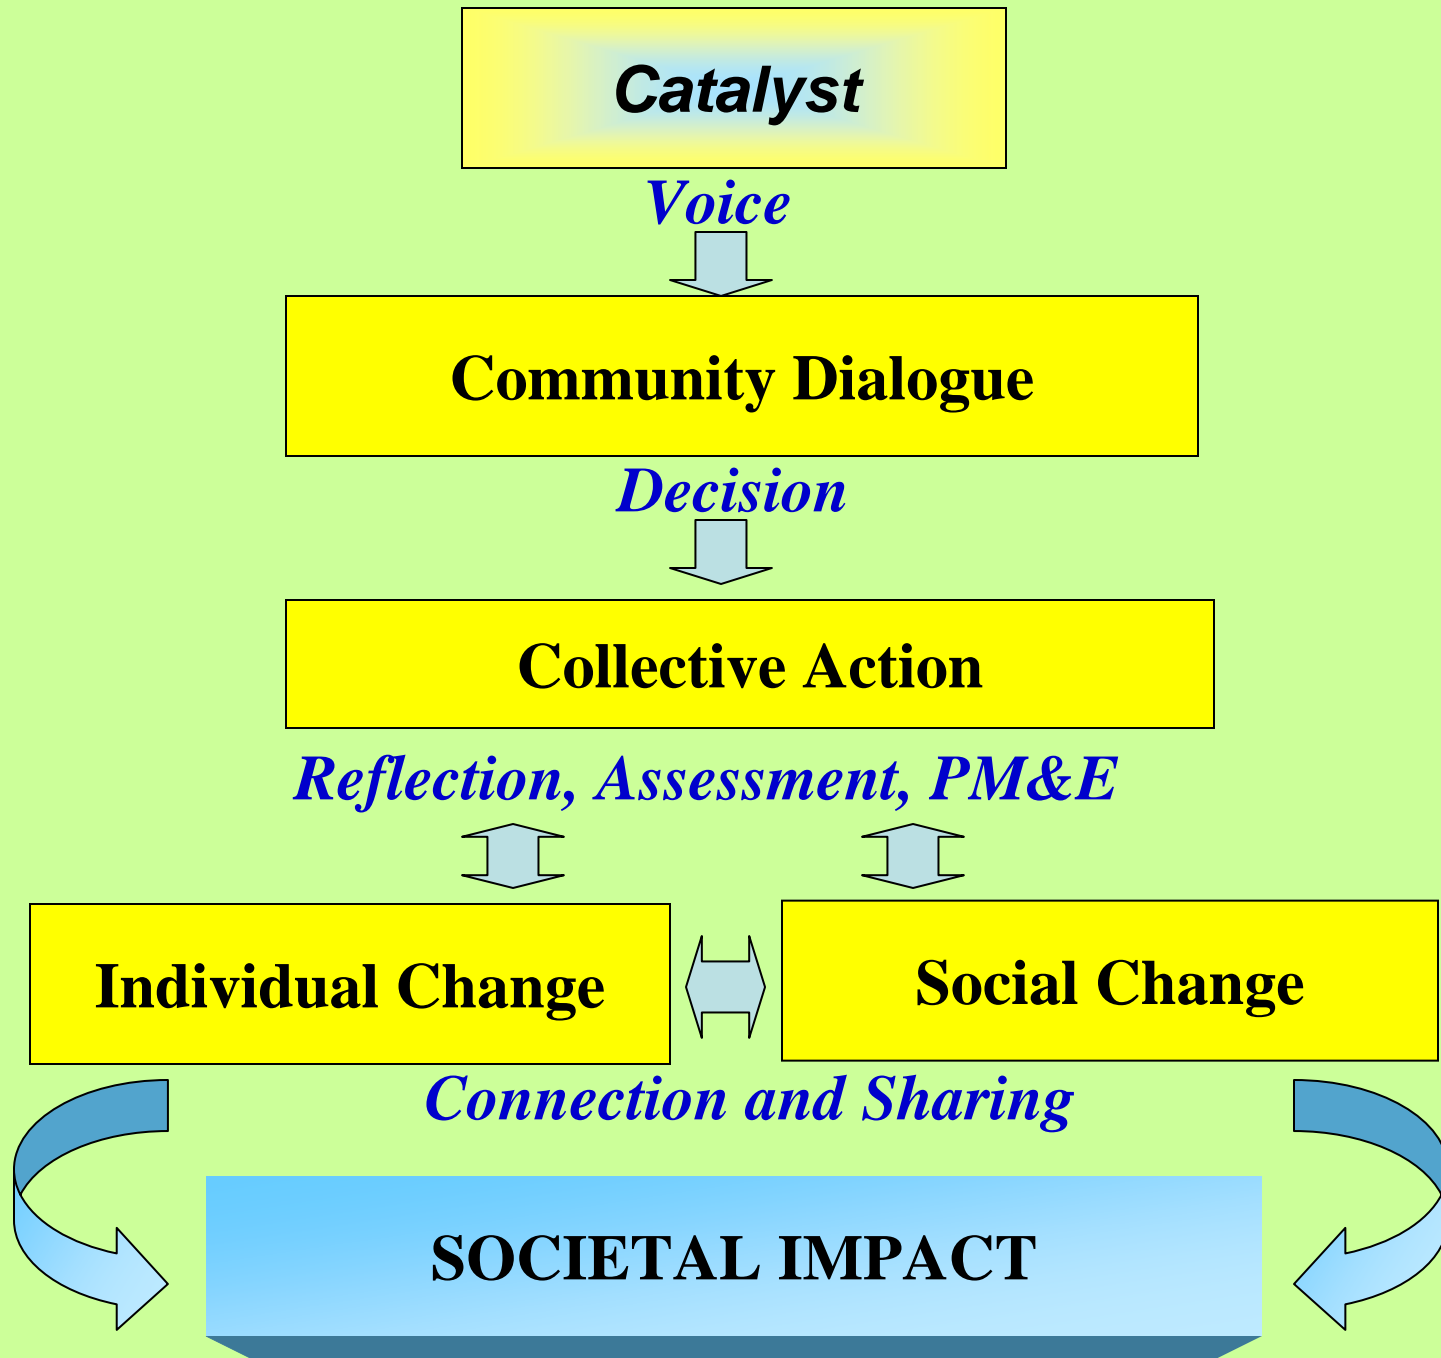 Catalyst
Voice
Community Dialogue
Decision
Collective Action
Reflection, Assessment, PM&E
Individual Change
Social Change
Connection and Sharing
SOCIETAL IMPACT